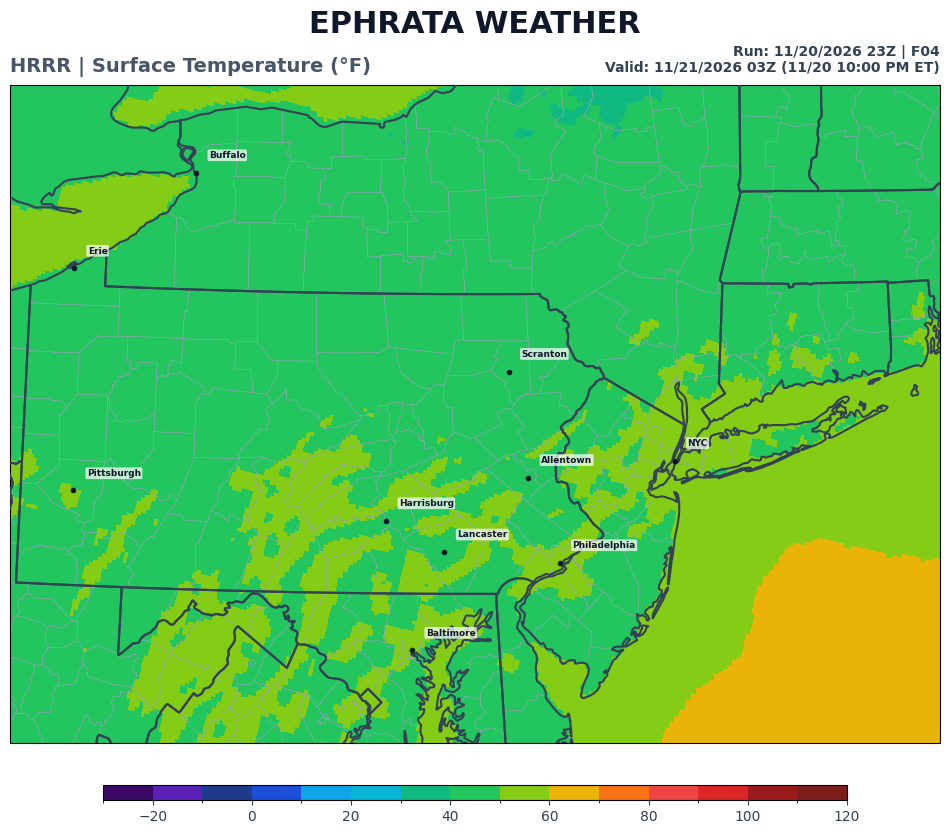 EPHRATA WEATHER
HRRR | Surface Temperature (°F)
Run: 11/20/2026 23Z | F04
Valid: 11/21/2026 03Z (11/20 10:00 PM ET)
Buffalo
Erie
Scranton
NYC
Allentown
Pittsburgh
Harrisburg
Lancaster
Philadelphia
Baltimore
−20 0 20 40 60 80 100 120